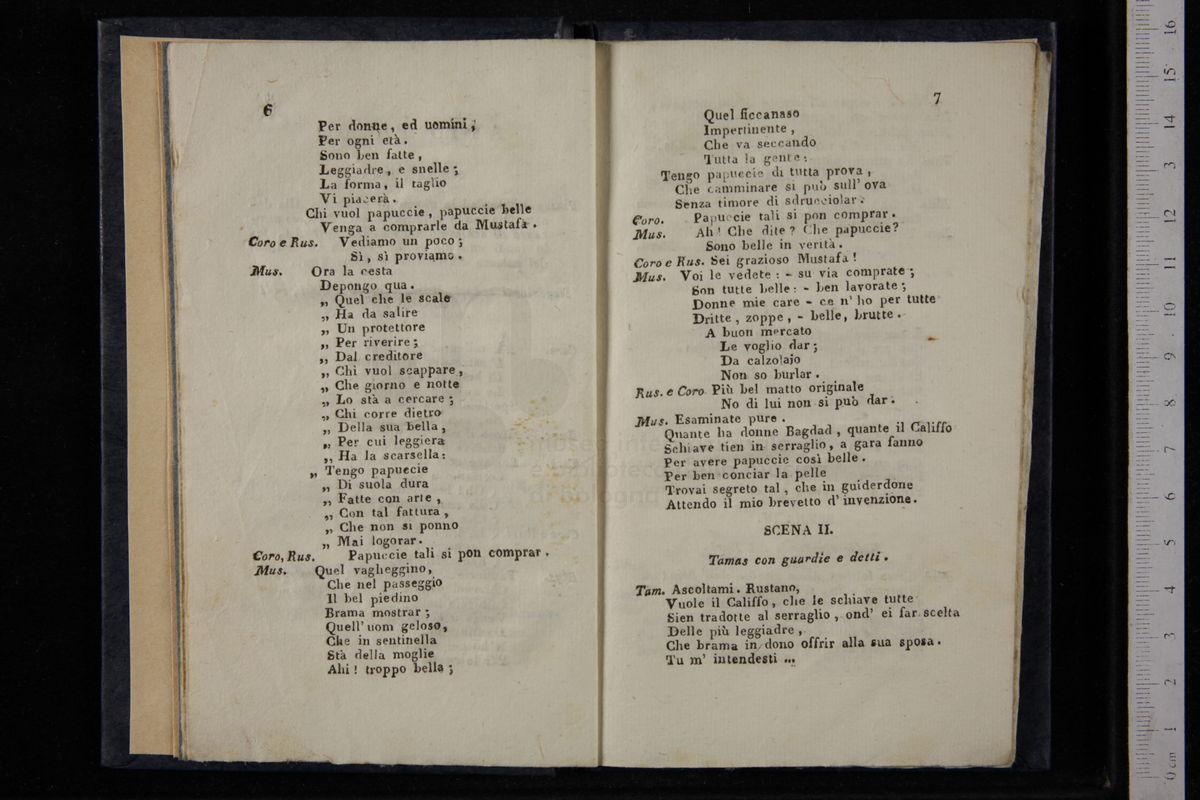 6
Per donne, ed uomini,
Per ogni età.
Sono ben fatte,
Leggiadre, e snelle;
La forma, il taglio
Vi piacerà.
Chi vuol papuccie, papuccie belle
Venga a comprarle da Mustafà.
Coro e Rus. Vediamo un poco;
Sì, sì proviamo.
Mus. Ora la cesta
Depongo qua.
„ Quel che le scale
„ Ha da salire
„ Un protettore
„ Per riverire;
„ Dal creditore
„ Chi vuol scappare,
„ Che giorno e notte
„ Lo stà a cercare;
„ Chi corre dietro
„ Della sua bella,
„ Per cui leggiera
„ Ha la scarsella:
„ Tengo papuccie
„ Di suola dura
„ Fatte con arte,
„ Con tal fattura,
„ Che non si ponno
„ Mai logorar.
Coro, Rus. Papuccie tali si pon comprar.
Mus. Quel vagheggino,
Che nel passeggio
Il bel piedino
Brama mostrar;
Quell' uom geloso,
Che in sentinella
Stà della moglie
Ahi! troppo bella;
7
Quel ficcanaso
Impertinente,
Che va seccando
Tutta la gente:
Tengo papuccie di tutta prova,
Che camminare si può sull' ova
Senza timore di sdrucciolar.
Coro. Papuccie tali si pon comprar.
Mus. Ah! Che dite? Che papuccie?
Sono belle in verità.
Coro e Rus. Sei grazioso Mustafà!
Mus. Voi le vedete: - su via comprate;
Son tutte belle: - ben lavorate;
Donne mie care - ce n' ho per tutte
Dritte, zoppe, - belle, brutte.
A buon mercato
Le voglio dar;
Da calzolajo
Non so burlar.
Rus. e Coro. Più bel matto originale
No di lui non si può dar.
Mus. Esaminate pure.
Quante ha donne Bagdad, quante il Califfo
Schiave tien in serraglio, a gara fanno
Per avere papuccie così belle.
Per ben conciar la pelle
Trovai segreto tal, che in guiderdone
Attendo il mio brevetto d' invenzione.
SCENA II.
Tamas con guardie e detti.
Tam. Ascoltami. Rustano,
Vuole il Califfo, che le schiave tutte
Sien tradotte al serraglio, ond' ei far scelta
Delle più leggiadre,
Che brama in dono offrir alla sua sposa.
Tu m' intendesti ...